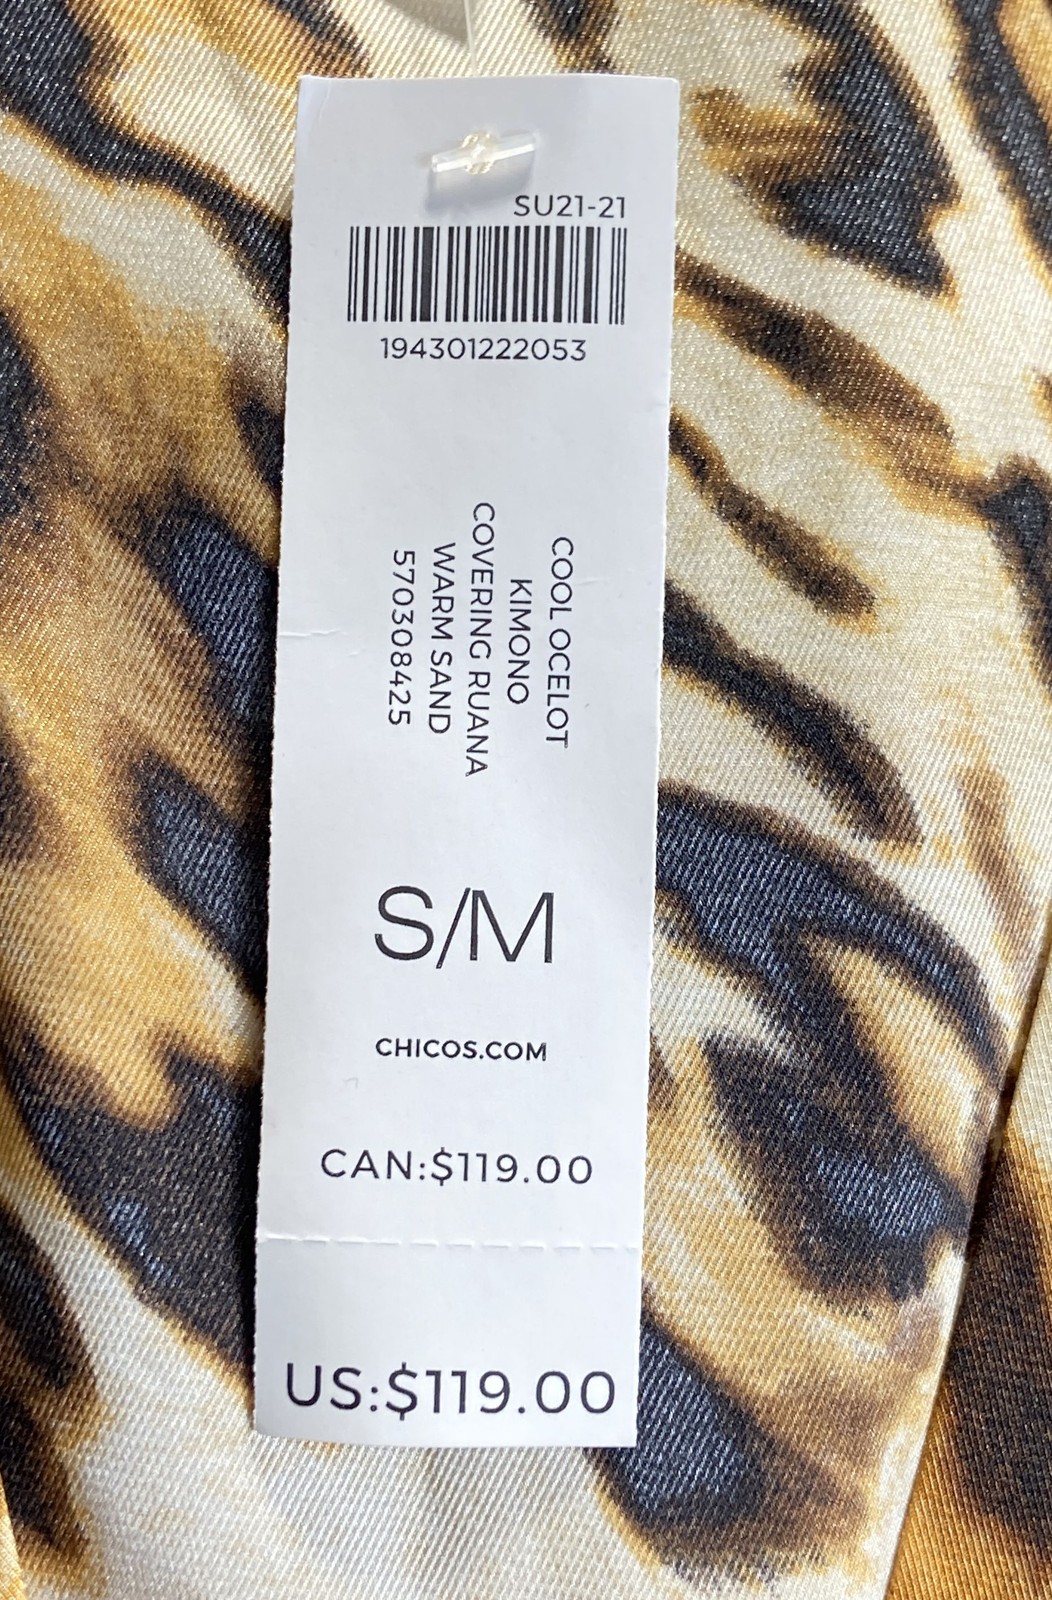 SU21-21
194301222053
COOL OCELOT
KIMONO
COVERING RUANA
WARM SAND
570308425
S/M
CHICOS.COM
CAN:$119.00
US:$119.00